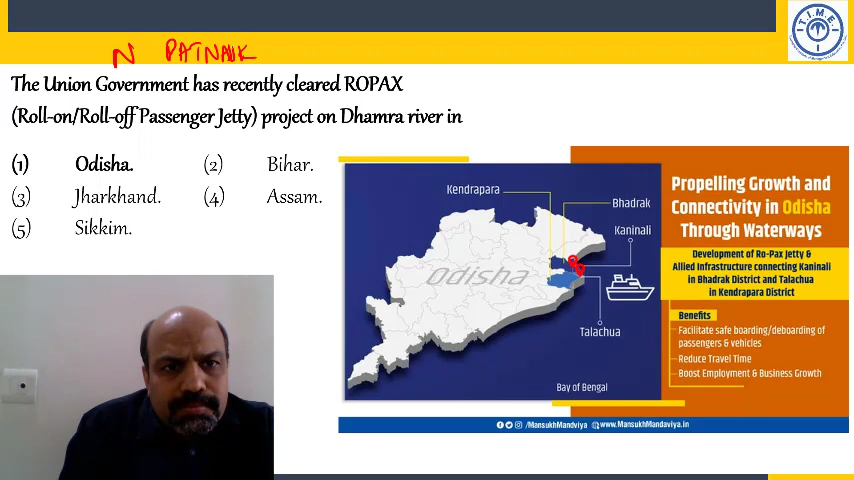 T.I.M.E.
N PATNAIK
The Union Government has recently cleared ROPAX
(Roll-on/Roll-off Passenger Jetty) project on Dhamra river in
(1) Odisha. (2) Bihar.
(3) Jharkhand. (4) Assam.
(5) Sikkim.
Kendrapara
Bhadrak
Kaninali
Odisha
Talachua
Bay of Bengal
Propelling Growth and
Connectivity in Odisha
Through Waterways
Development of Ro-Pax Jetty &
Allied Infrastructure connecting Kaninali
in Bhadrak District and Talachua
in Kendrapara District
Benefits
Facilitate safe boarding/deboarding of
passengers & vehicles
Reduce Travel Time
Boost Employment & Business Growth
/MansukhMandviya www.MansukhMandaviya.in